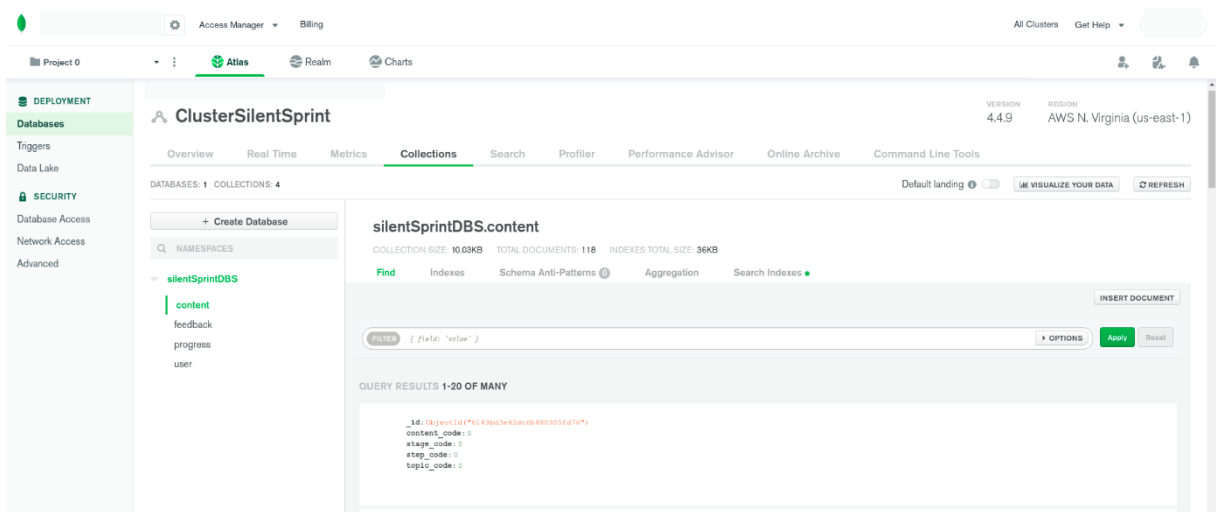 Access Manager Billing All Clusters Get Help
Project 0 Atlas Realm Charts
DEPLOYMENT
Databases
Triggers
Data Lake
SECURITY
Database Access
Network Access
Advanced
ClusterSilentSprint
VERSION
4.4.9
REGION
AWS N. Virginia (us-east-1)
Overview Real Time Metrics Collections Search Profiler Performance Advisor Online Archive Command Line Tools
DATABASES: 1 COLLECTIONS: 4
Default landing VISUALIZE YOUR DATA REFRESH
+ Create Database
NAMESPACES
silentSprintDBS
content
feedback
progress
user
silentSprintDBS.content
COLLECTION SIZE: 10.03KB TOTAL DOCUMENTS: 118 INDEXES TOTAL SIZE: 36KB
Find Indexes Schema Anti-Patterns 0 Aggregation Search Indexes
INSERT DOCUMENT
FILTER { field: 'value' } OPTIONS Apply Reset
QUERY RESULTS 1-20 OF MANY
_id:
content_code: 0
stage_code: 0
step_code: 0
topic_code: 0